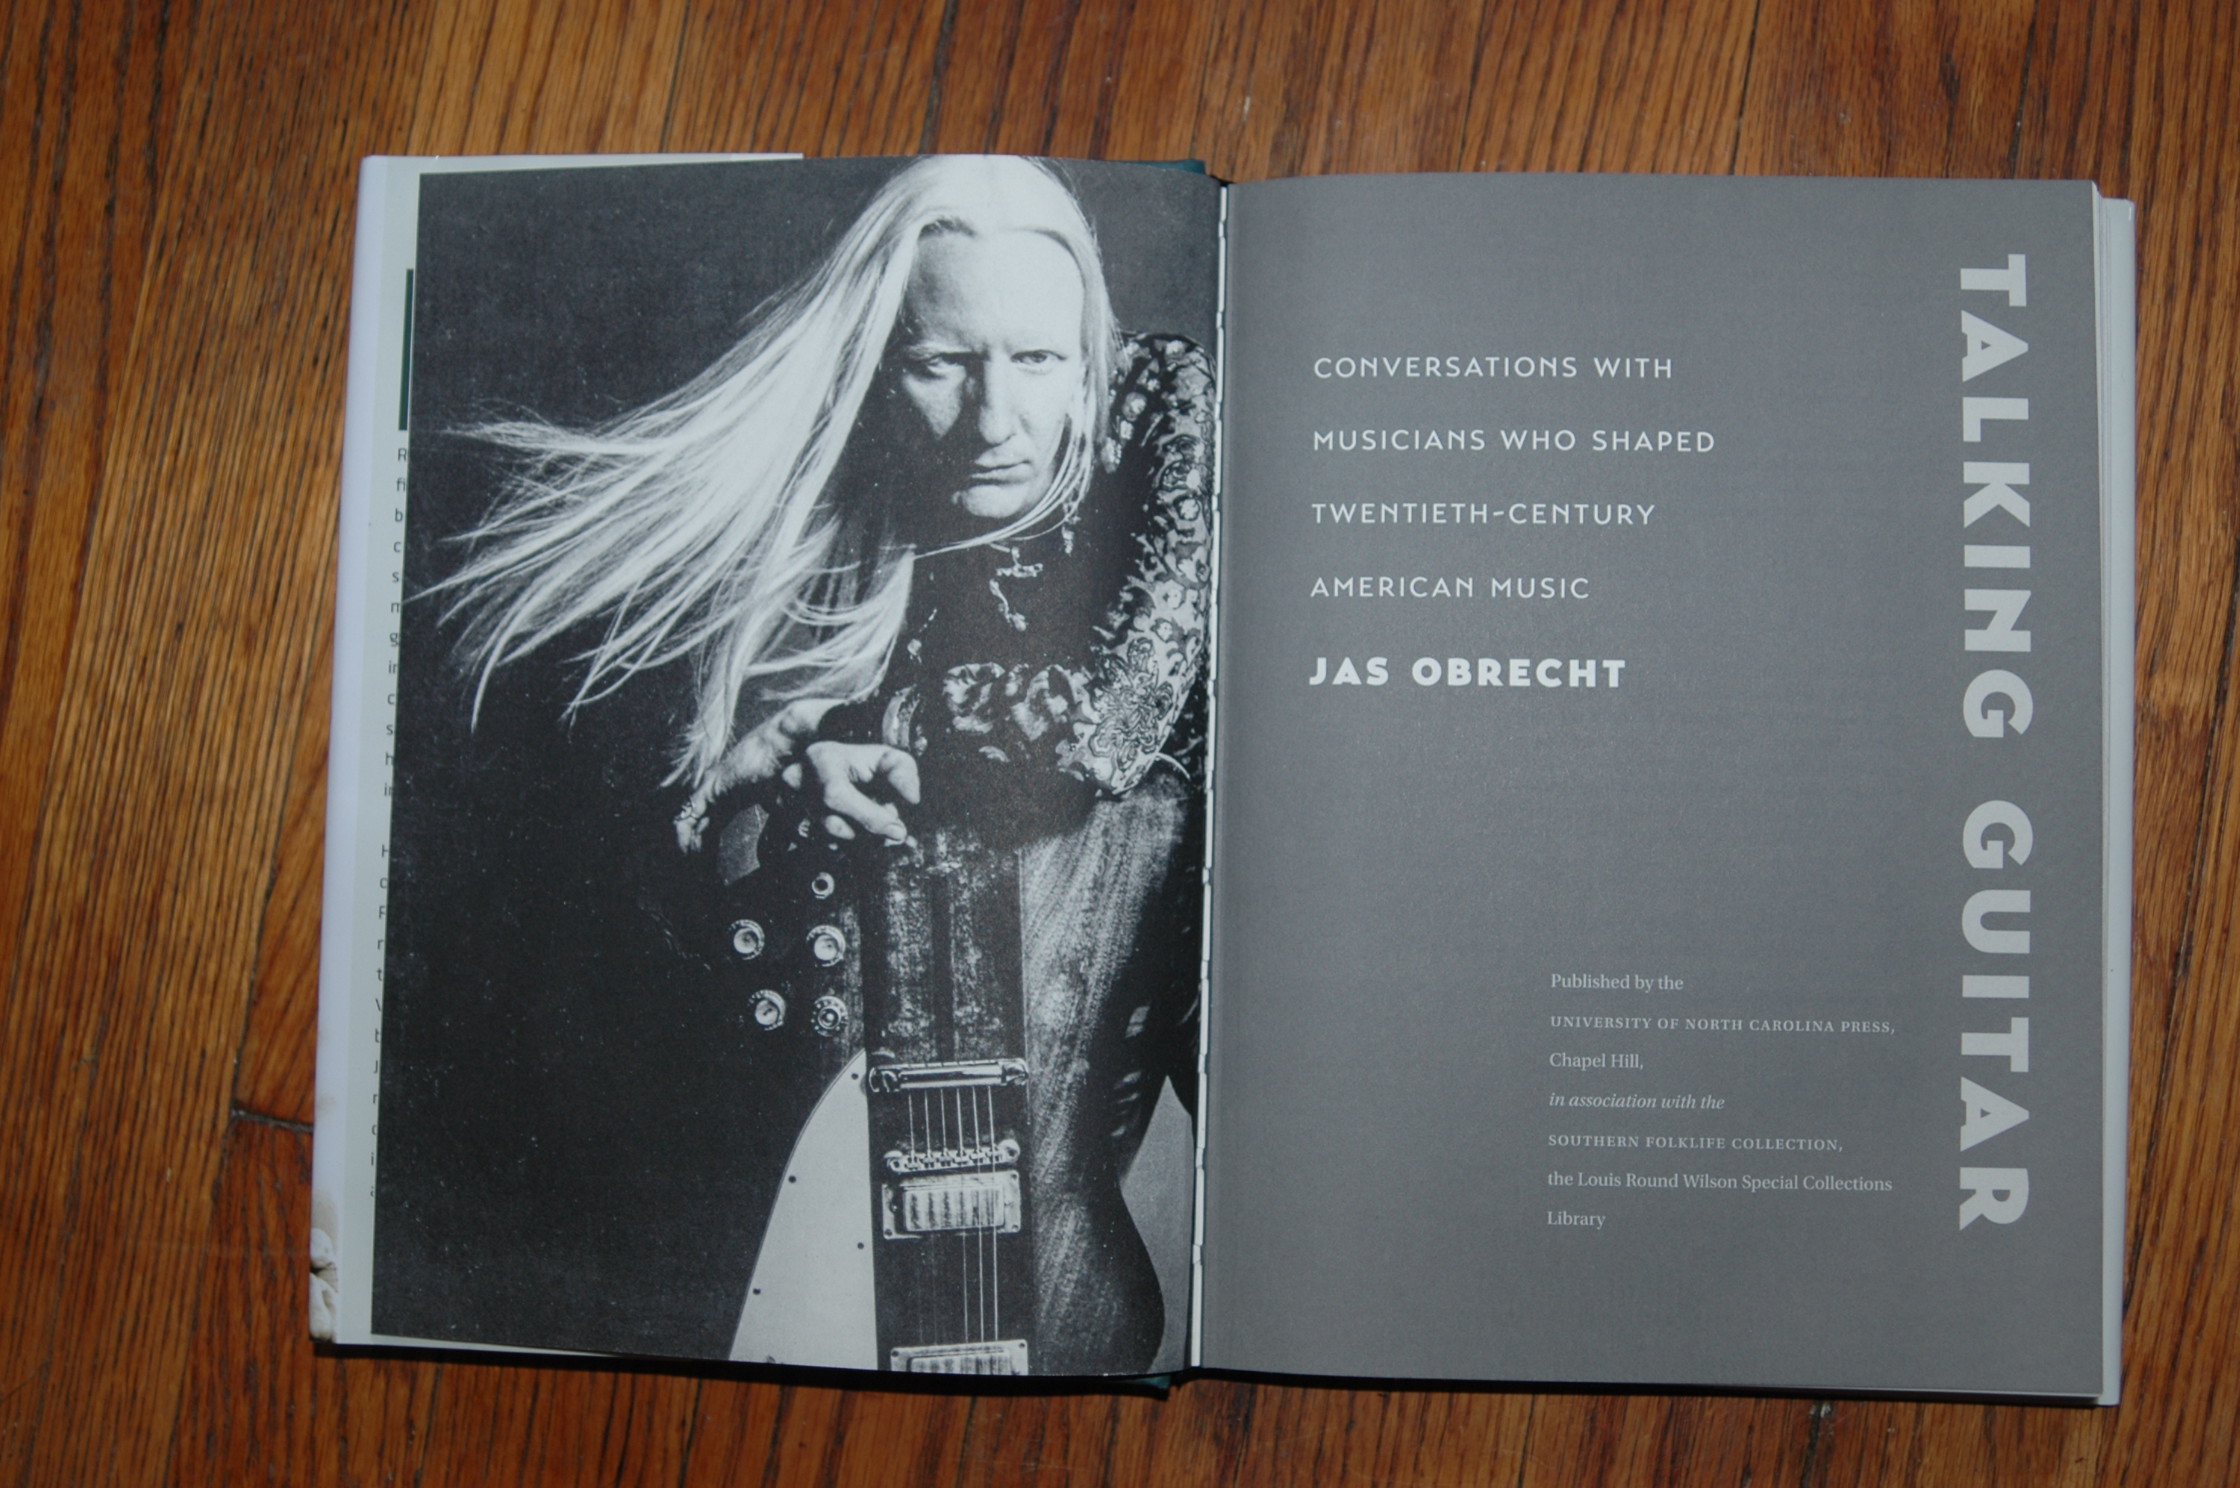 CONVERSATIONS WITH
MUSICIANS WHO SHAPED
TWENTIETH-CENTURY
AMERICAN MUSIC
JAS OBRECHT
TALKING GUITAR
Published by the
UNIVERSITY OF NORTH CAROLINA PRESS,
Chapel Hill,
in association with the
SOUTHERN FOLKLIFE COLLECTION,
the Louis Round Wilson Special Collections
Library